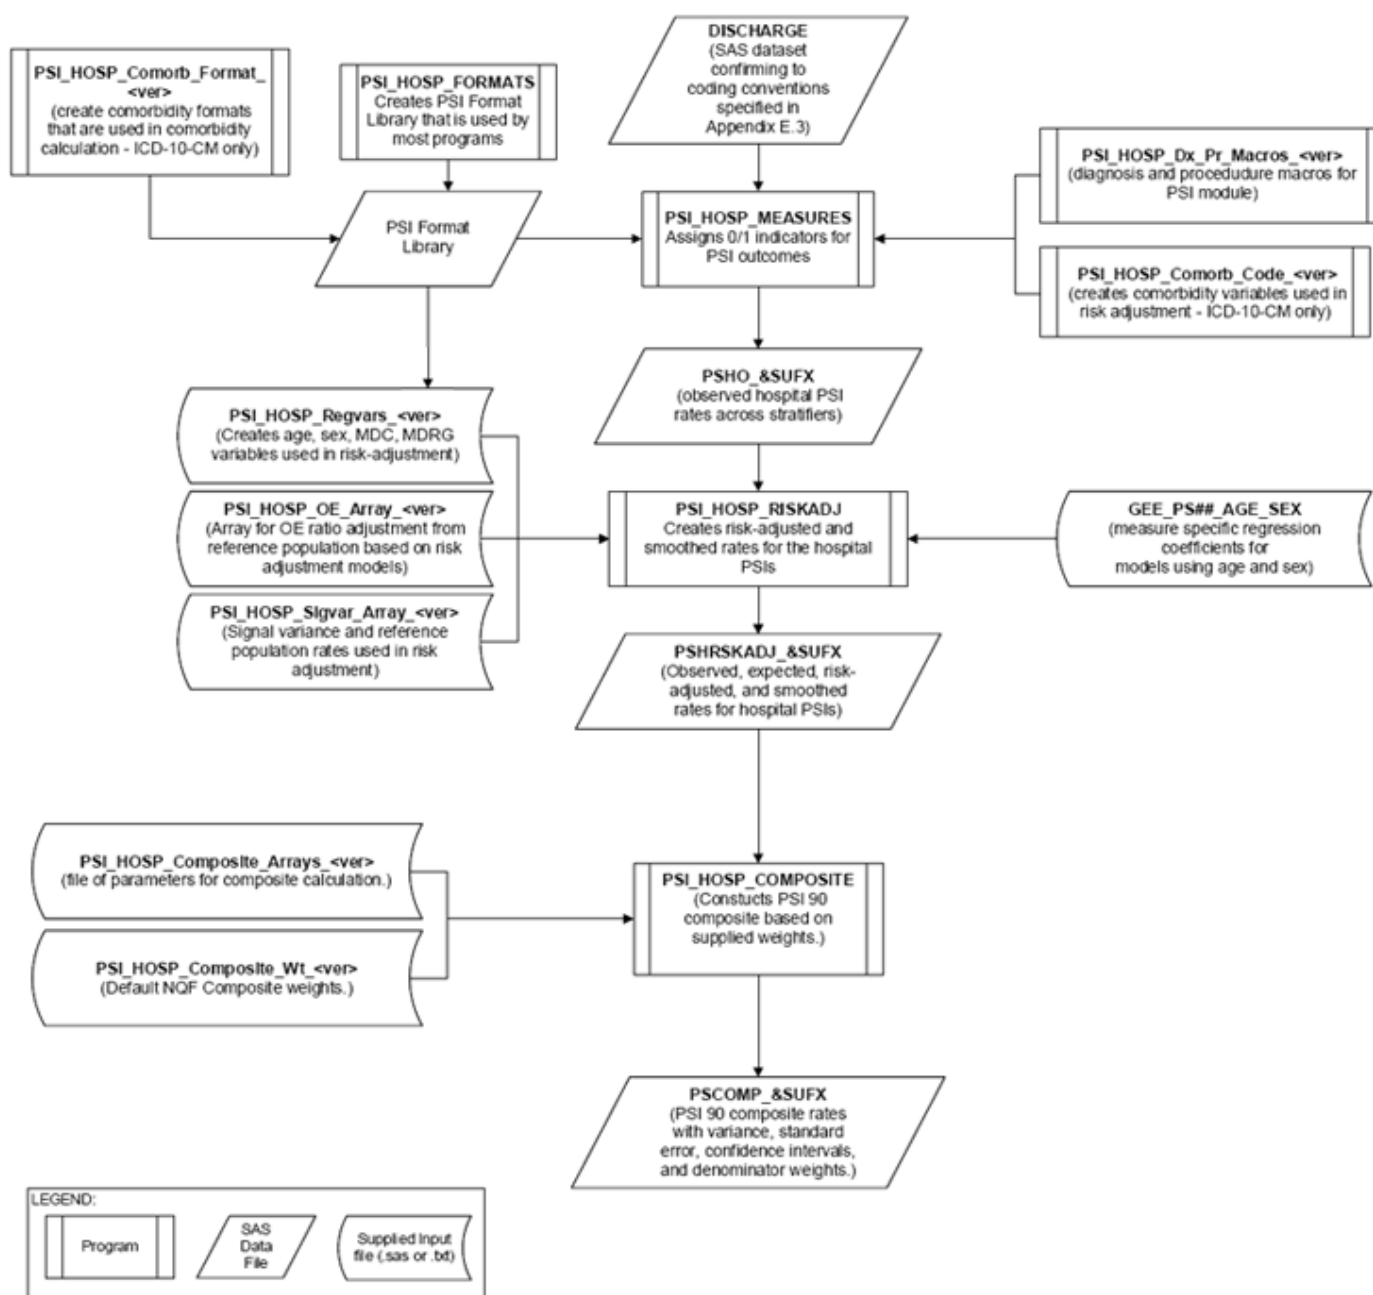 DISCHARGE
(SAS dataset
confirming to
coding conventions
specified in
Appendix E.3)
PSI_HOSP_Comorb_Format_
<ver>
(create comorbidity formats
that are used in comorbidity
calculation - ICD-10-CM only)
PSI_HOSP_FORMATS
Creates PSI Format
Library that is used by
most programs
PSI_HOSP_Dx_Pr_Macros_<ver>
(diagnosis and procedudure macros for
PSI module)
PSI Format
Library
PSI_HOSP_MEASURES
Assigns 0/1 indicators for
PSI outcomes
PSI_HOSP_Comorb_Code_<ver>
(creates comorbidity variables used in
risk adjustment - ICD-10-CM only)
PSHO_&SUFX
(observed hospital PSI
rates across stratifiers)
PSI_HOSP_Regvars_<ver>
(Creates age, sex, MDC, MDRG
variables used in risk-adjustment)
PSI_HOSP_OE_Array_<ver>
(Array for OE ratio adjustment from
reference population based on risk
adjustment models)
PSI_HOSP_RISKADJ
Creates risk-adjusted and
smoothed rates for the hospital
PSIs
GEE_PS##_AGE_SEX
(measure specific regression
coefficients for
models using age and sex)
PSI_HOSP_Sigvar_Array_<ver>
(Signal variance and reference
population rates used in risk
adjustment)
PSHRSKADJ_&SUFX
(Observed, expected, risk-
adjusted, and smoothed
rates for hospital PSIs)
PSI_HOSP_Composite_Arrays_<ver>
(file of parameters for composite calculation.)
PSI_HOSP_COMPOSITE
(Constucts PSI 90
composite based on
supplied weights.)
PSI_HOSP_Composite_Wt_<ver>
(Default NQF Composite weights.)
PSCOMP_&SUFX
(PSI 90 composite rates
with variance, standard
error, confidence intervals,
and denominator weights.)
LEGEND:
Program
SAS
Data
File
Supplied Input
file (.sas or .txt)